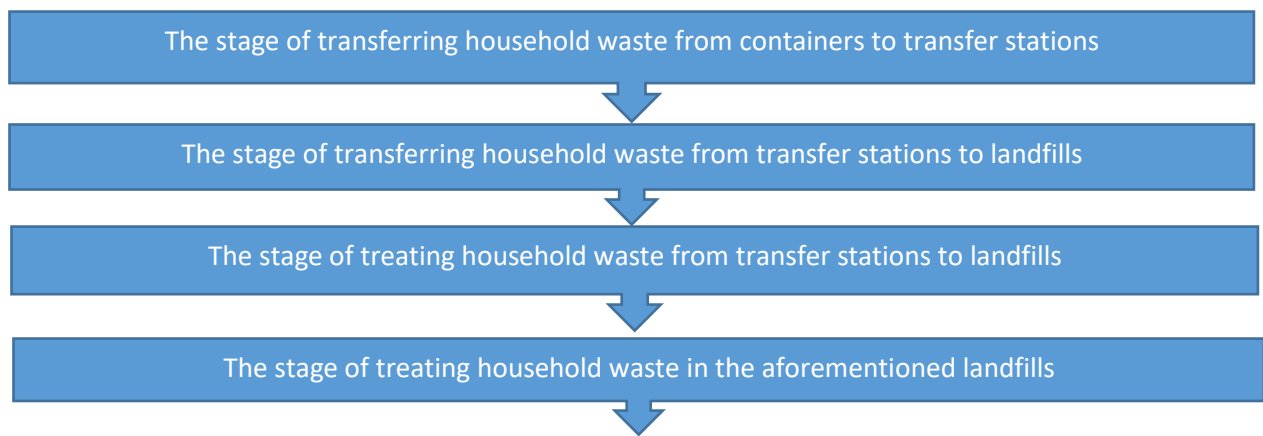 The stage of transferring household waste from containers to transfer stations
The stage of transferring household waste from transfer stations to landfills
The stage of treating household waste from transfer stations to landfills
The stage of treating household waste in the aforementioned landfills